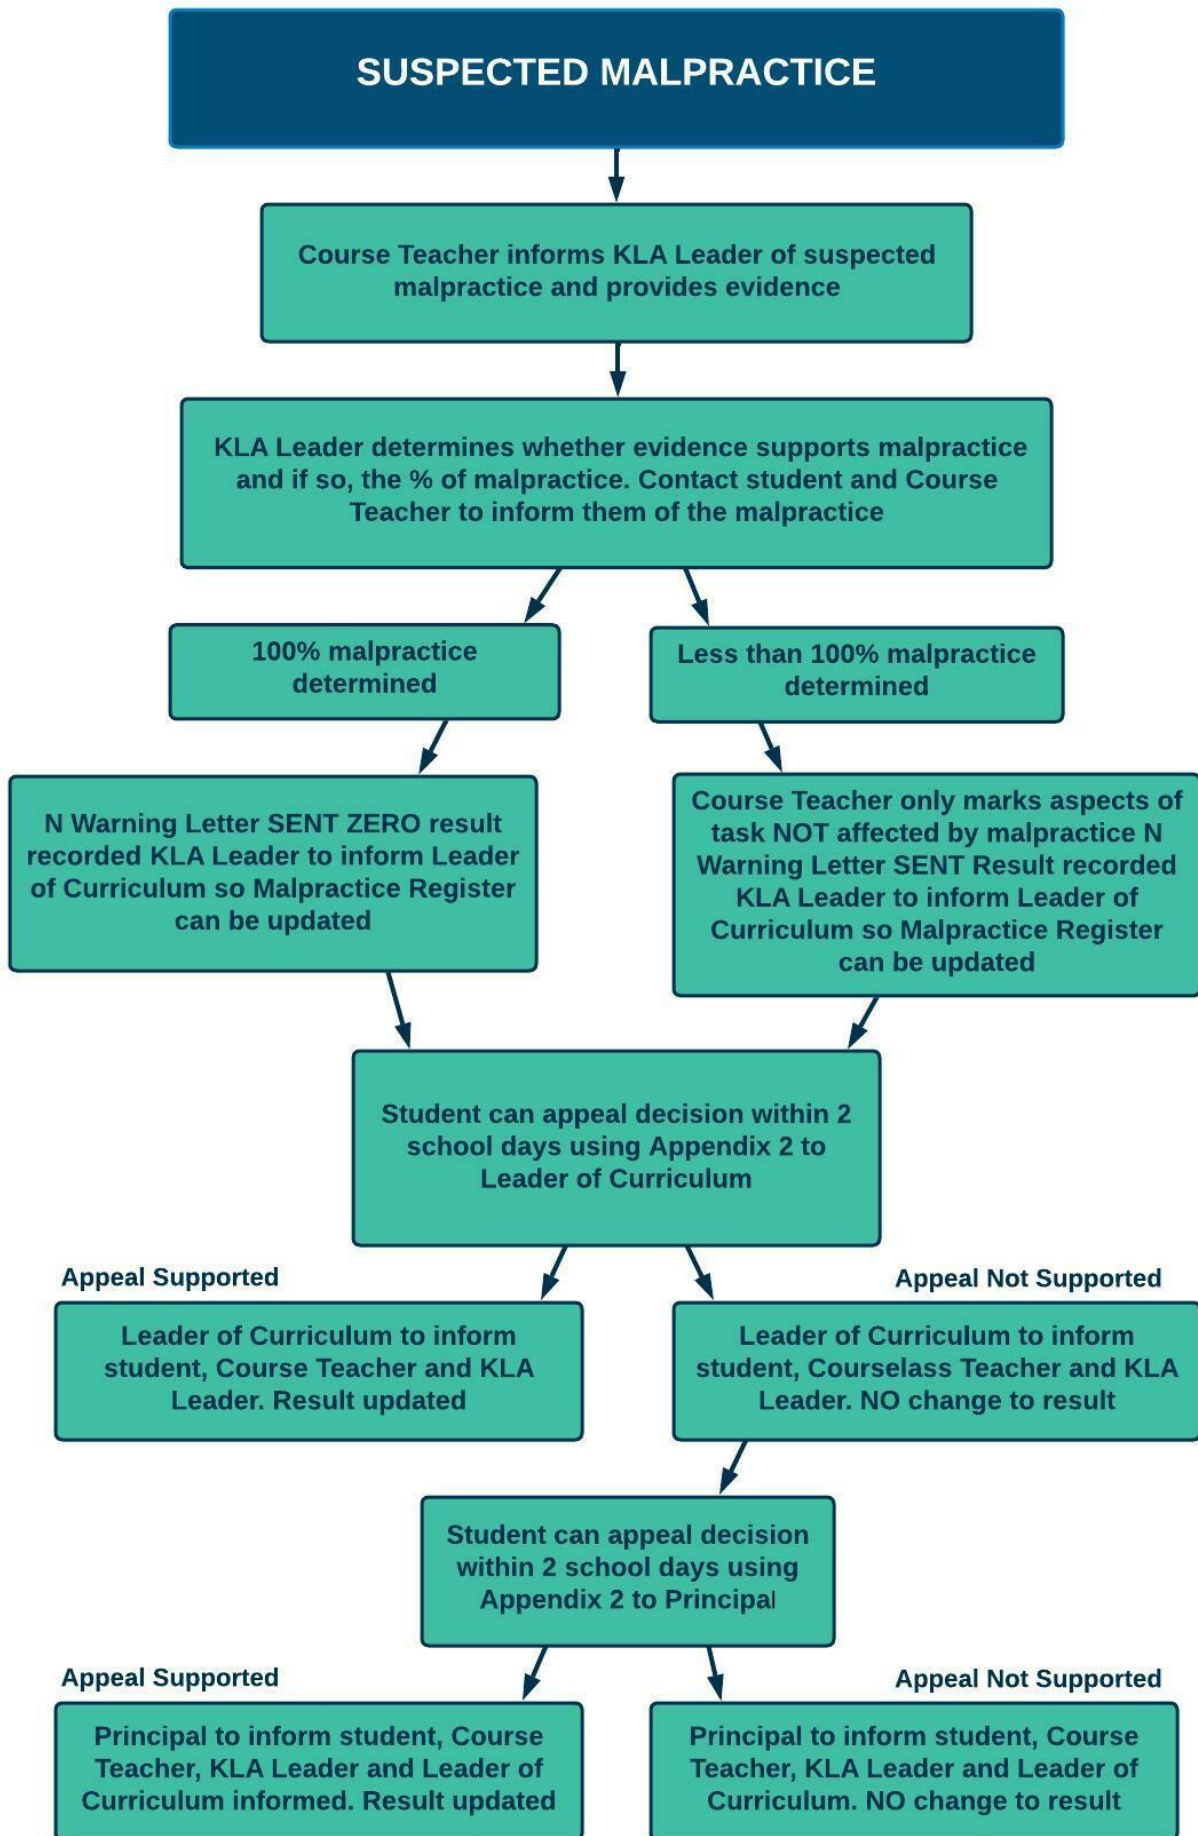 SUSPECTED MALPRACTICE
Course Teacher informs KLA Leader of suspected
malpractice and provides evidence
KLA Leader determines whether evidence supports malpractice
and if so, the % of malpractice. Contact student and Course
Teacher to inform them of the malpractice
100% malpractice
determined
Less than 100% malpractice
determined
N Warning Letter SENT ZERO result
recorded KLA Leader to inform Leader
of Curriculum so Malpractice Register
can be updated
Course Teacher only marks aspects of
task NOT affected by malpractice N
Warning Letter SENT Result recorded
KLA Leader to inform Leader of
Curriculum so Malpractice Register
can be updated
Student can appeal decision within 2
school days using Appendix 2 to
Leader of Curriculum
Appeal Supported
Leader of Curriculum to inform
student, Course Teacher and KLA
Leader. Result updated
Appeal Not Supported
Leader of Curriculum to inform
student, Courselass Teacher and KLA
Leader. NO change to result
Student can appeal decision
within 2 school days using
Appendix 2 to Principal
Appeal Supported
Principal to inform student, Course
Teacher, KLA Leader and Leader of
Curriculum informed. Result updated
Appeal Not Supported
Principal to inform student, Course
Teacher, KLA Leader and Leader of
Curriculum. NO change to result